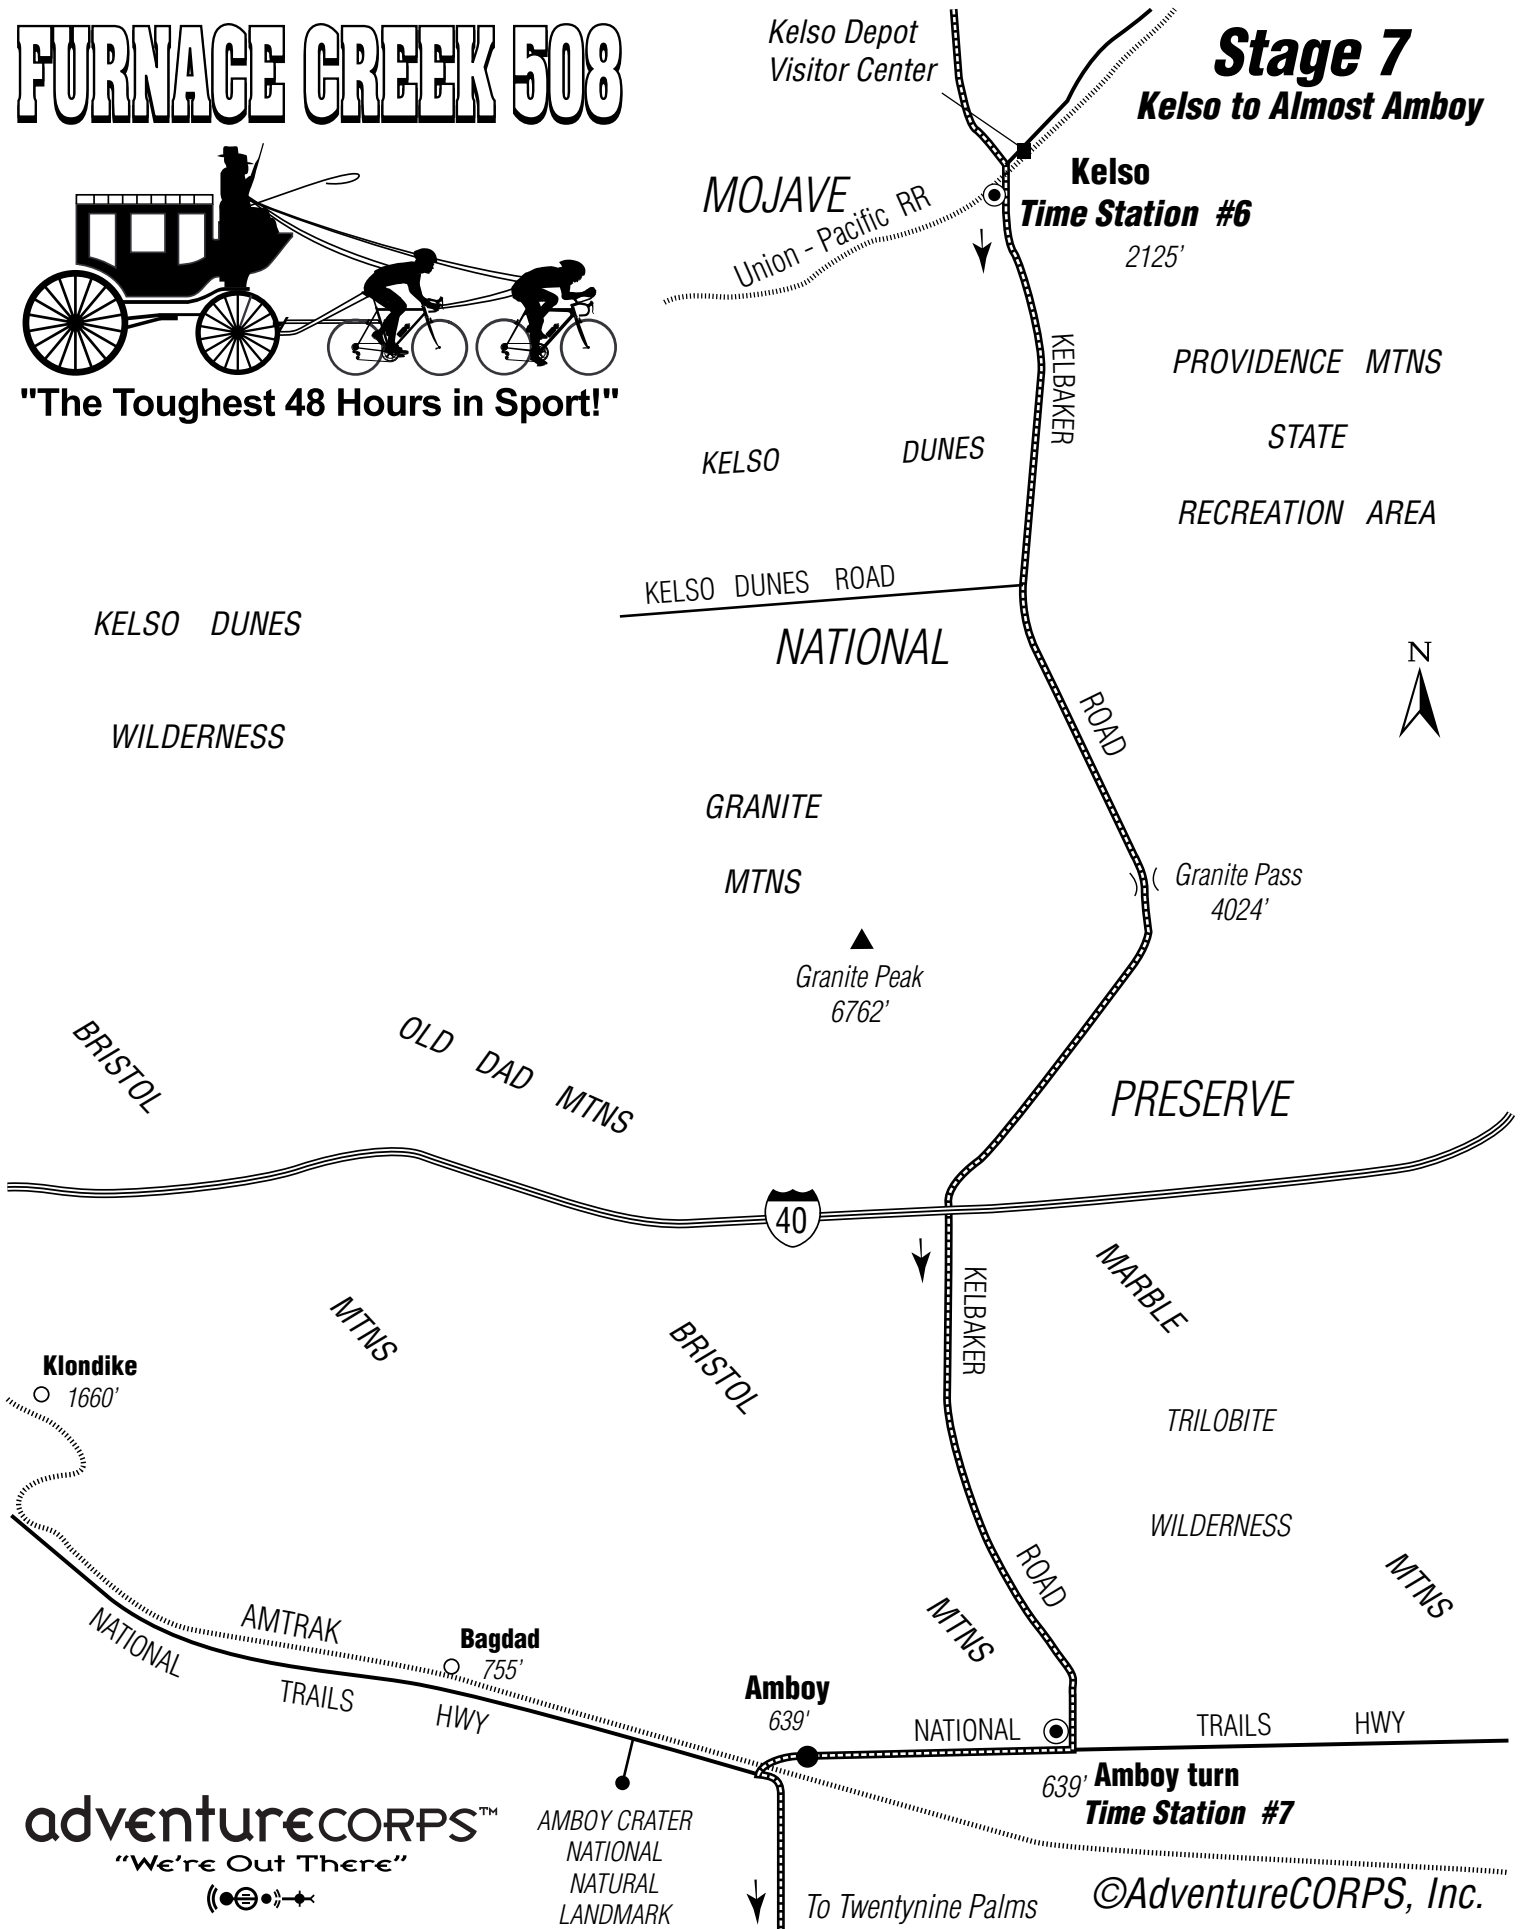 FURNACE CREEK 508
"The Toughest 48 Hours in Sport!"
Stage 7
Kelso to Almost Amboy
Kelso Depot
Visitor Center
Kelso
Time Station #6
2125'
MOJAVE
Union - Pacific RR
KELBAKER
PROVIDENCE MTNS
STATE
RECREATION AREA
KELSO DUNES
KELSO DUNES ROAD
NATIONAL
KELSO DUNES
WILDERNESS
N
ROAD
GRANITE
MTNS
Granite Pass
4024'
Granite Peak
6762'
BRISTOL
OLD DAD MTNS
PRESERVE
40
MTNS
BRISTOL
KELBAKER
MARBLE
Klondike
1660'
TRILOBITE
WILDERNESS
ROAD
MTNS
MTNS
AMTRAK
NATIONAL
TRAILS
HWY
Bagdad
755'
Amboy
639'
NATIONAL
TRAILS
HWY
639' Amboy turn
Time Station #7
AMBOY CRATER
NATIONAL
NATURAL
LANDMARK
To Twentynine Palms
adventureCORPS™
"We're Out There"
©AdventureCORPS, Inc.